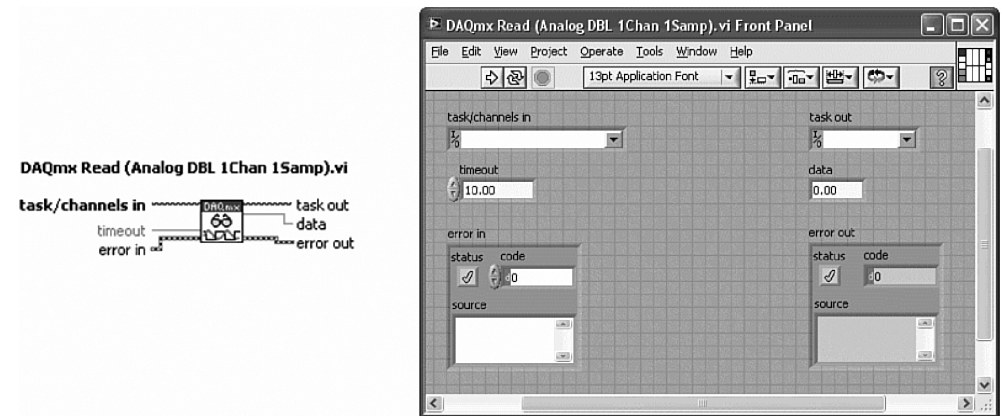 DAQmx Read (Analog DBL 1Chan 1Samp).vi
task/channels in
DAQmx
task out
timeout
data
error in
error out
DAQmx Read (Analog DBL 1Chan 1Samp).vi Front Panel
File Edit View Project Operate Tools Window Help
13pt Application Font
?
task/channels in
task out
I/O
I/O
timeout
data
10.00
0.00
error in
error out
status code
status code
d0
d0
source
source